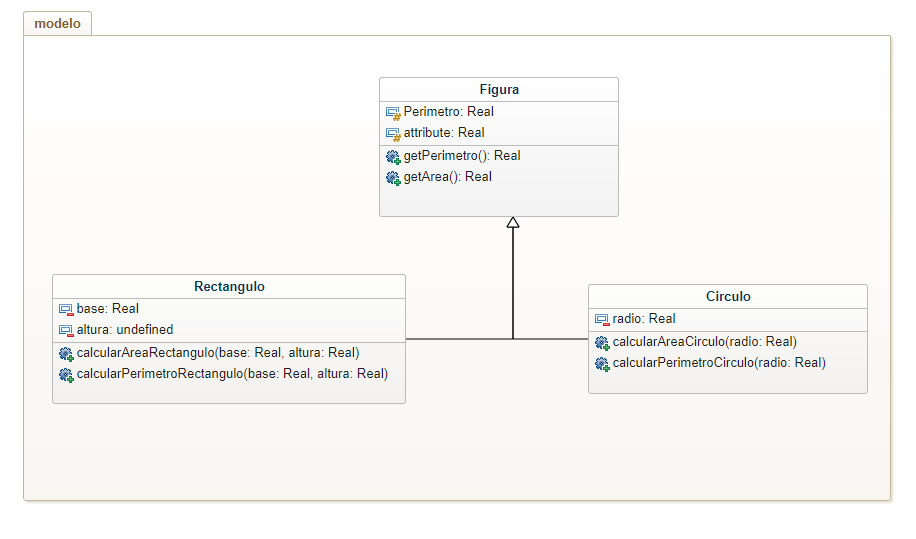 modelo
Figura
Perimetro: Real
attribute: Real
getPerimetro(): Real
getArea(): Real
Rectangulo
base: Real
altura: undefined
calcularAreaRectangulo(base: Real, altura: Real)
calcularPerimetroRectangulo(base: Real, altura: Real)
Circulo
radio: Real
calcularAreaCirculo(radio: Real)
calcularPerimetroCirculo(radio: Real)